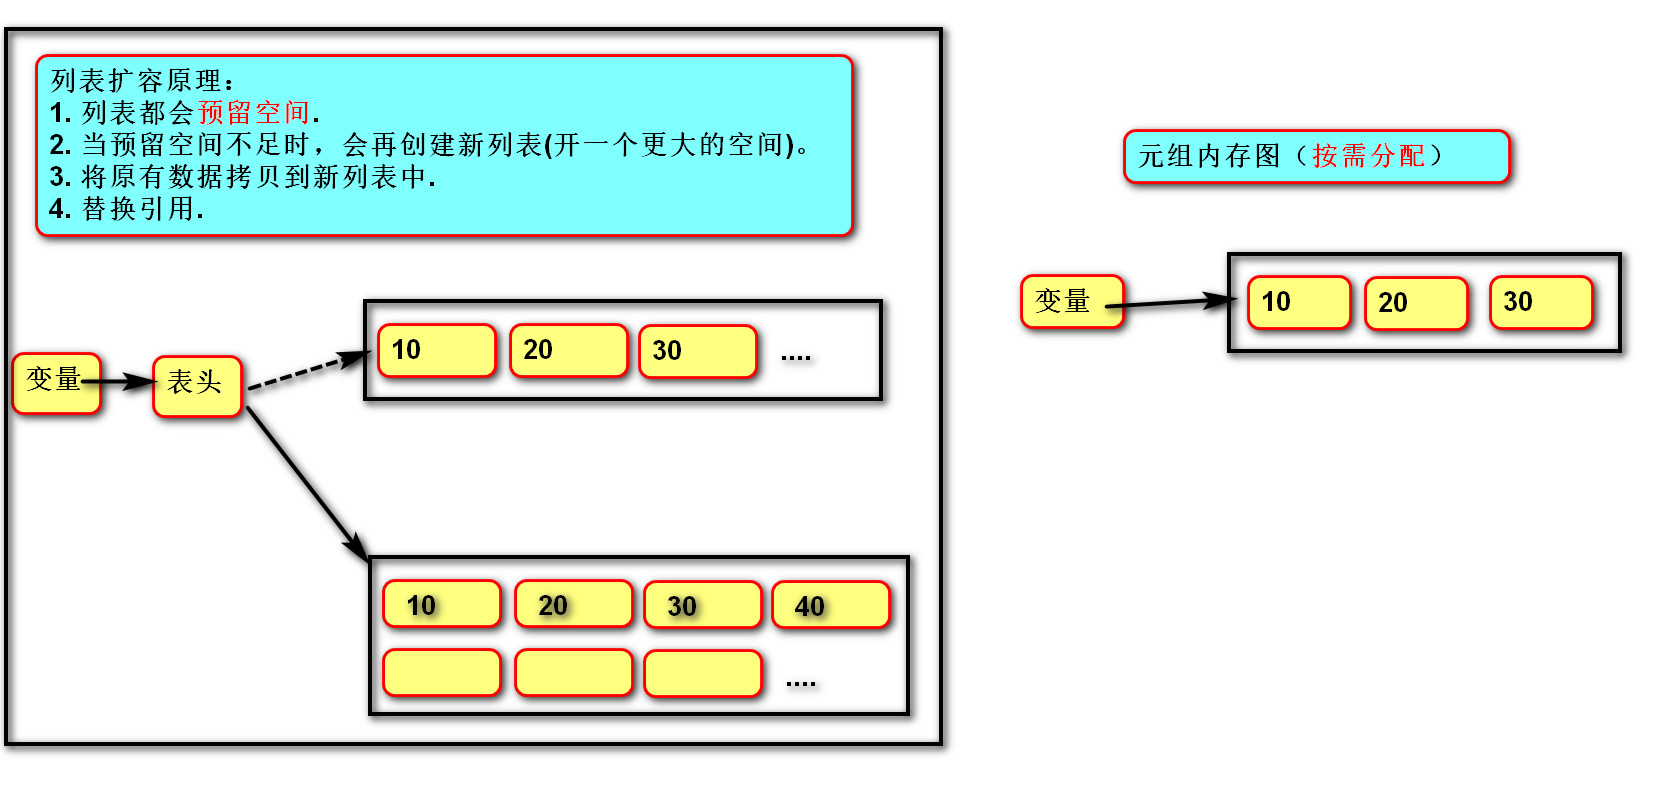 列表扩容原理：
1. 列表都会预留空间.
2. 当预留空间不足时，会再创建新列表(开一个更大的空间)。
3. 将原有数据拷贝到新列表中.
4. 替换引用.
元组内存图（按需分配）
变量
10
20
30
变量
表头
10
20
30
....
10
20
30
40
....